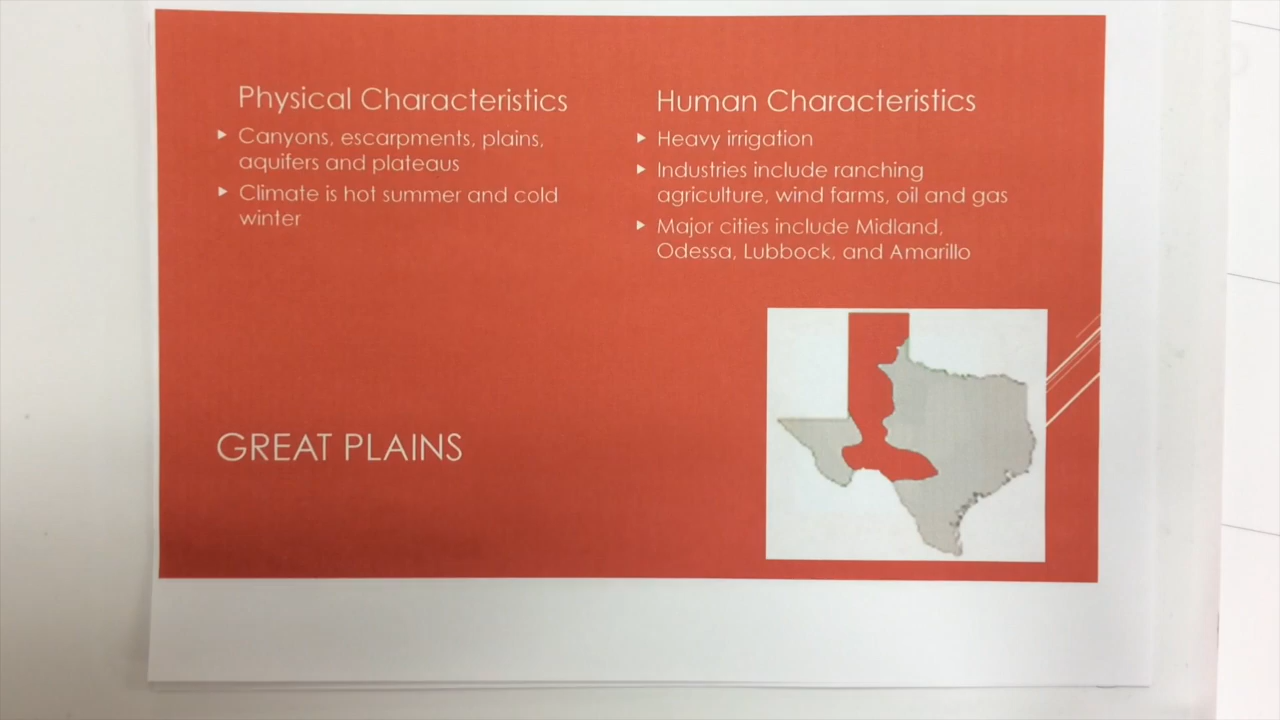 Physical Characteristics
Canyons, escarpments, plains,
aquifers and plateaus
Climate is hot summer and cold
winter
Human Characteristics
Heavy irrigation
Industries include ranching
agriculture, wind farms, oil and gas
Major cities include Midland,
Odessa, Lubbock, and Amarillo
GREAT PLAINS